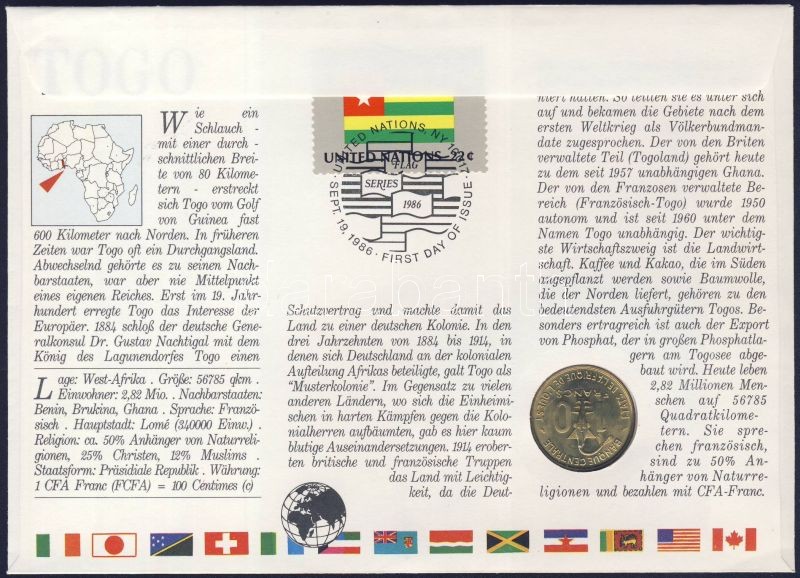 TOGO
Wie ein
Schlauch -
mit einer durch -
schnittlichen Brei-
te von 80 Kilome-
tern - erstreckt
sich Togo vom Golf
von Guinea fast
600 Kilometer nach Norden. In früheren
Zeiten war Togo oft ein Durchgangsland.
Abwechselnd gehörte es zu seinen Nach-
barstaaten, war aber nie Mittelpunkt
eines eigenen Reiches. Erst im 19. Jahr-
hundert erregte Togo das Interesse der
Europäer. 1884 schloß der deutsche Gene-
ralkonsul Dr. Gustav Nachtigal mit dem
König des Lagunendorfes Togo einen
Lage: West-Afrika . Größe: 56785 qkm .
Einwohner: 2,82 Mio. . Nachbarstaaten:
Benin, Brukina, Ghana . Sprache: Franzö-
sisch . Hauptstadt: Lomé (340000 Einw.) .
Religion: ca. 50% Anhänger von Naturreli-
gionen, 25% Christen, 12% Muslims .
Staatsform: Präsidiale Republik . Währung:
1 CFA Franc (FCFA) = 100 Centimes (c)
UNITED NATIONS 22¢
UNITED NATIONS, NY 10017
FLAG
SERIES
1986
SEPT. 19, 1986 · FIRST DAY OF ISSUE
Schutzvertrag und machte damit das
Land zu einer deutschen Kolonie. In den
drei Jahrzehnten von 1884 bis 1914, in
denen sich Deutschland an der kolonialen
Aufteilung Afrikas beteiligte, galt Togo als
"Musterkolonie". Im Gegensatz zu vielen
anderen Ländern, wo sich die Einheimi-
schen in harten Kämpfen gegen die Kolo-
nialherren aufbäumten, gab es hier kaum
blutige Auseinandersetzungen. 1914 erober-
ten britische und französische Truppen
das Land mit Leichtig-
keit, da die Deut-
hiert hatten. So teilten sie es unter sich
auf und bekamen die Gebiete nach dem
ersten Weltkrieg als Völkerbundman-
date zugesprochen. Der von den Briten
verwaltete Teil (Togoland) gehört heute
zu dem seit 1957 unabhängigen Ghana.
Der von den Franzosen verwaltete Be-
reich (Französisch-Togo) wurde 1950
autonom und ist seit 1960 unter dem
Namen Togo unabhängig. Der wichtig-
ste Wirtschaftszweig ist die Landwirt-
schaft. Kaffee und Kakao, die im Süden
angepflanzt werden sowie Baumwolle,
die der Norden liefert, gehören zu den
bedeutendsten Ausfuhrgütern Togos. Be-
sonders ertragreich ist auch der Export
von Phosphat, der in großen Phosphatla-
gern am Togosee abge-
baut wird. Heute leben
2,82 Millionen Men-
schen auf 56785
Quadratkilome-
tern. Sie spre-
chen französisch,
sind zu 50% An-
hänger von Naturre-
ligionen und bezahlen mit CFA-Franc.
BANQUE CENTRALE
10